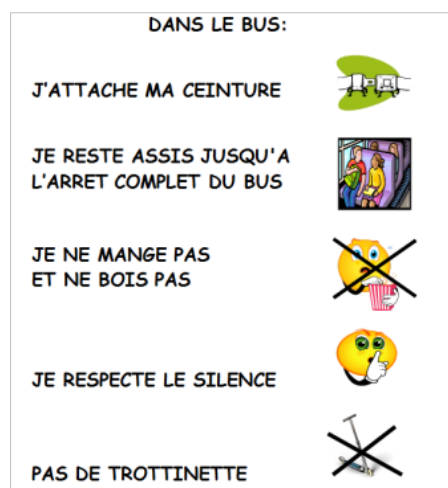 DANS LE BUS:
J'ATTACHE MA CEINTURE
JE RESTE ASSIS JUSQU'A
L'ARRET COMPLET DU BUS
JE NE MANGE PAS
ET NE BOIS PAS
JE RESPECTE LE SILENCE
PAS DE TROTTINETTE